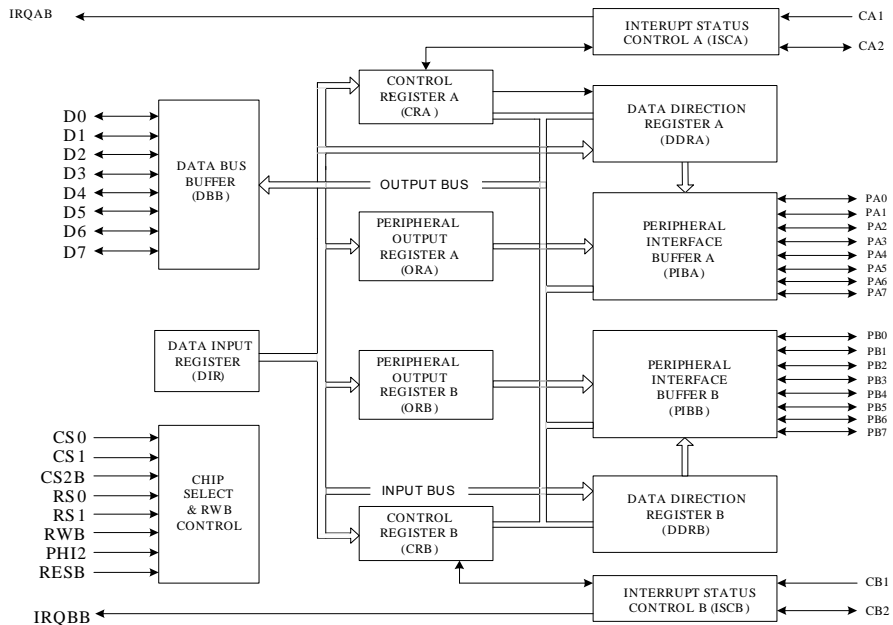 IRQAB
INTERUPT STATUS
CONTROL A (ISCA)
CA1
CA2
CONTROL
REGISTER A
(CRA)
DATA DIRECTION
REGISTER A
(DDRA)
D0
D1
D2
D3
D4
D5
D6
D7
DATA BUS
BUFFER
(DBB)
OUTPUT BUS
PERIPHERAL
OUTPUT
REGISTER A
(ORA)
PERIPHERAL
INTERFACE
BUFFER A
(PIBA)
PA0
PA1
PA2
PA3
PA4
PA5
PA6
PA7
DATA INPUT
REGISTER
(DIR)
PERIPHERAL
OUTPUT
REGISTER B
(ORB)
PERIPHERAL
INTERFACE
BUFFER B
(PIBB)
PB0
PB1
PB2
PB3
PB4
PB5
PB6
PB7
CS0
CS1
CS2B
RS0
RS1
RWB
PHI2
RESB
CHIP
SELECT
& RWB
CONTROL
INPUT BUS
CONTROL
REGISTER B
(CRB)
DATA DIRECTION
REGISTER B
(DDRB)
INTERRUPT STATUS
CONTROL B (ISCB)
CB1
CB2
IRQBB